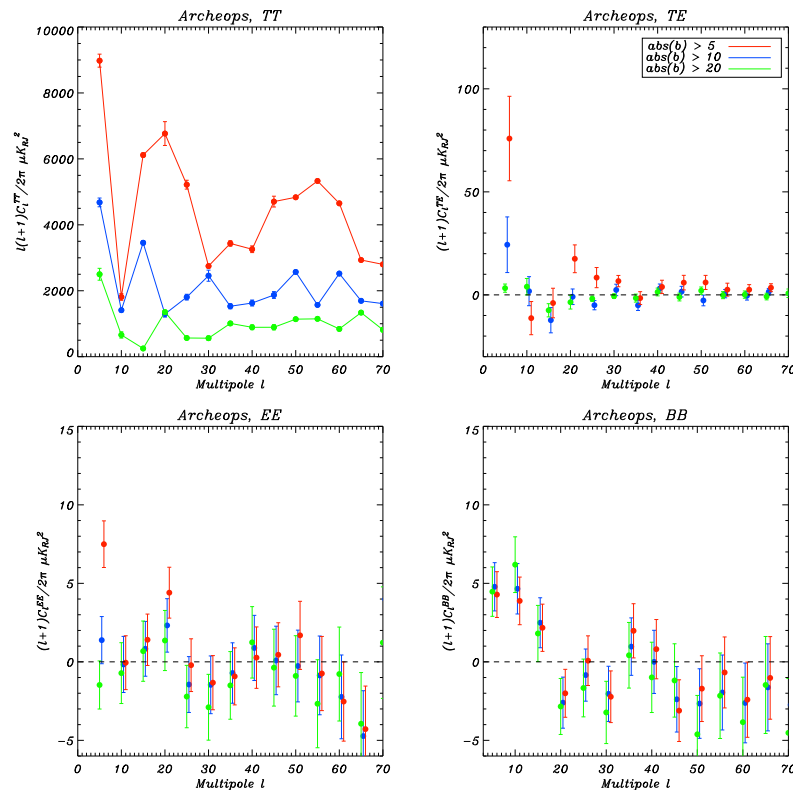 Archeops, TT
10000
8000
6000
4000
2000
0
l(l+1)C_l^TT/2π μK_RJ^2
0 10 20 30 40 50 60 70
Multipole l
Archeops, TE
abs(b) > 5
abs(b) > 10
abs(b) > 20
100
50
0
(l+1)C_l^TE/2π μK_RJ^2
0 10 20 30 40 50 60 70
Multipole l
Archeops, EE
15
10
5
0
−5
(l+1)C_l^EE/2π μK_RJ^2
0 10 20 30 40 50 60 70
Multipole l
Archeops, BB
15
10
5
0
−5
(l+1)C_l^BB/2π μK_RJ^2
10 20 30 40 50 60 70
Multipole l